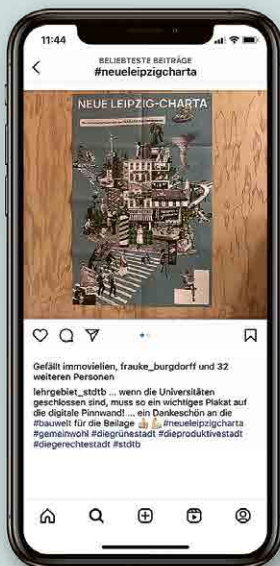 11:44
BELIEBTESTE BEITRÄGE
#neueleipzigcharta
NEUE LEIPZIG-CHARTA
Gefällt immovielien, frauke_burgdorff und 32
weiteren Personen
lehrgebiet_stdtb ... wenn die Universitäten
geschlossen sind, muss so ein wichtiges Plakat auf
die digitale Pinnwand! ... ein Dankeschön an die
#bauwelt für die Beilage 👍💪 #neueleipzigcharta
#gemeinwohl #diegrünestadt #dieproduktivestadt
#diegerechtestadt #stdtb